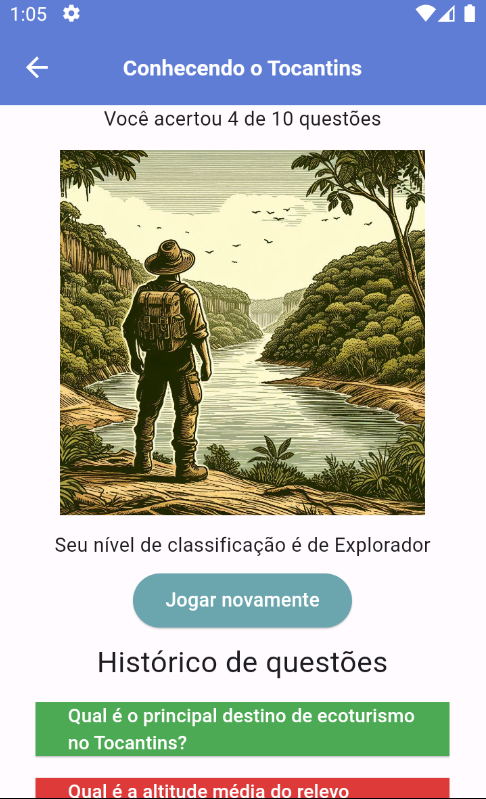 1:05
Conhecendo o Tocantins
Você acertou 4 de 10 questões
Seu nível de classificação é de Explorador
Jogar novamente
Histórico de questões
Qual é o principal destino de ecoturismo
no Tocantins?
Qual é a altitude média do relevo